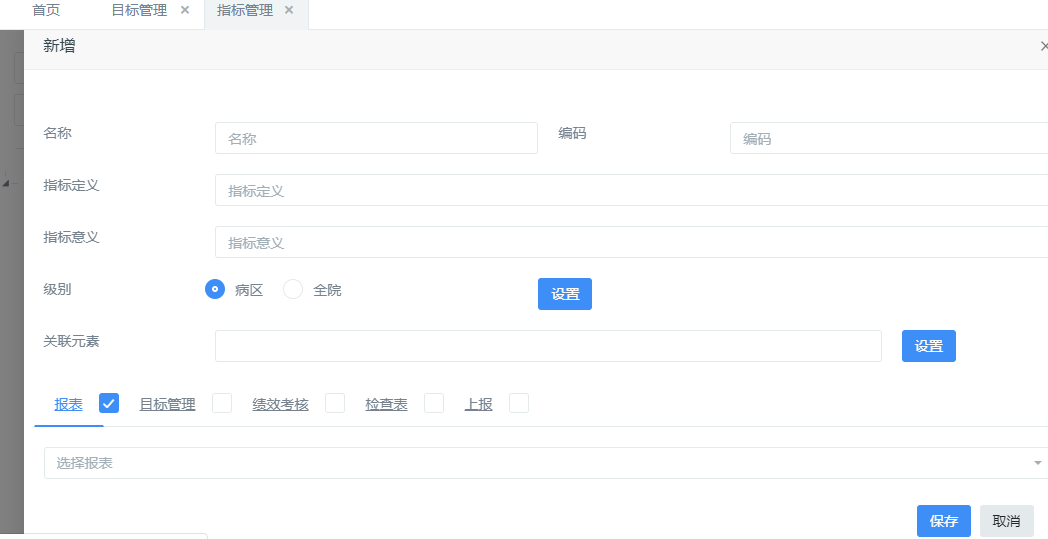 首页 目标管理 指标管理
新增
名称 名称 编码 编码
指标定义 指标定义
指标意义 指标意义
级别 病区 全院 设置
关联元素 设置
报表 目标管理 绩效考核 检查表 上报
选择报表
保存 取消